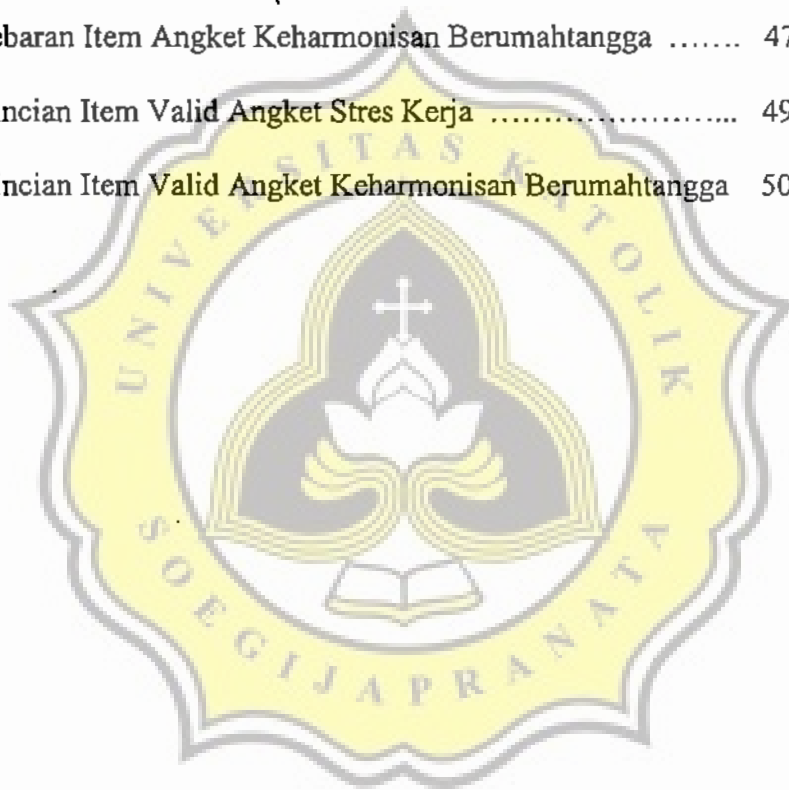 ebaran Item Angket Keharmonisan Berumahtangga ....... 47
ncian Item Valid Angket Stres Kerja ........................ 49
ncian Item Valid Angket Keharmonisan Berumahtangga 50
UNIVERSITAS KATOLIK
SOEGIJAPRANATA